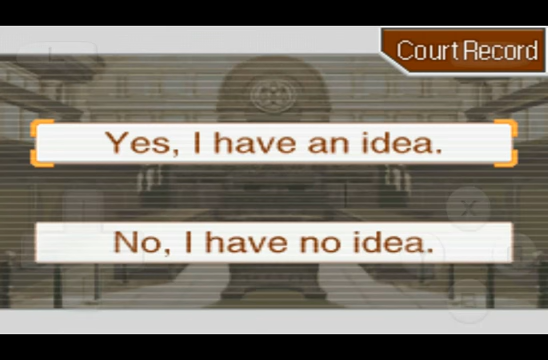 Court Record
Yes, I have an idea.
No, I have no idea.